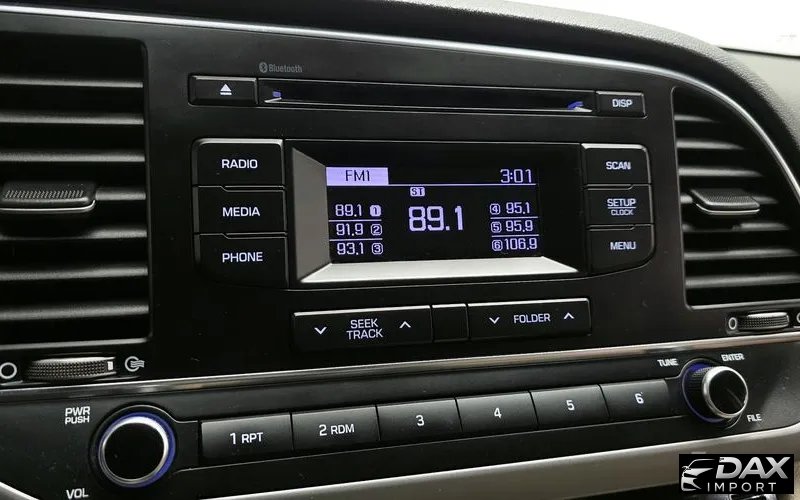 Bluetooth
DISP
RADIO
MEDIA
PHONE
FM1 3:01
ST
89.1 1
91.9 2
93.1 3
89.1
4 95.1
5 95.9
6 106.9
SCAN
SETUP
CLOCK
MENU
SEEK
TRACK
FOLDER
PWR
PUSH
VOL
1 RPT
2 RDM
3
4
5
6
TUNE
ENTER
FILE
DAX
IMPORT